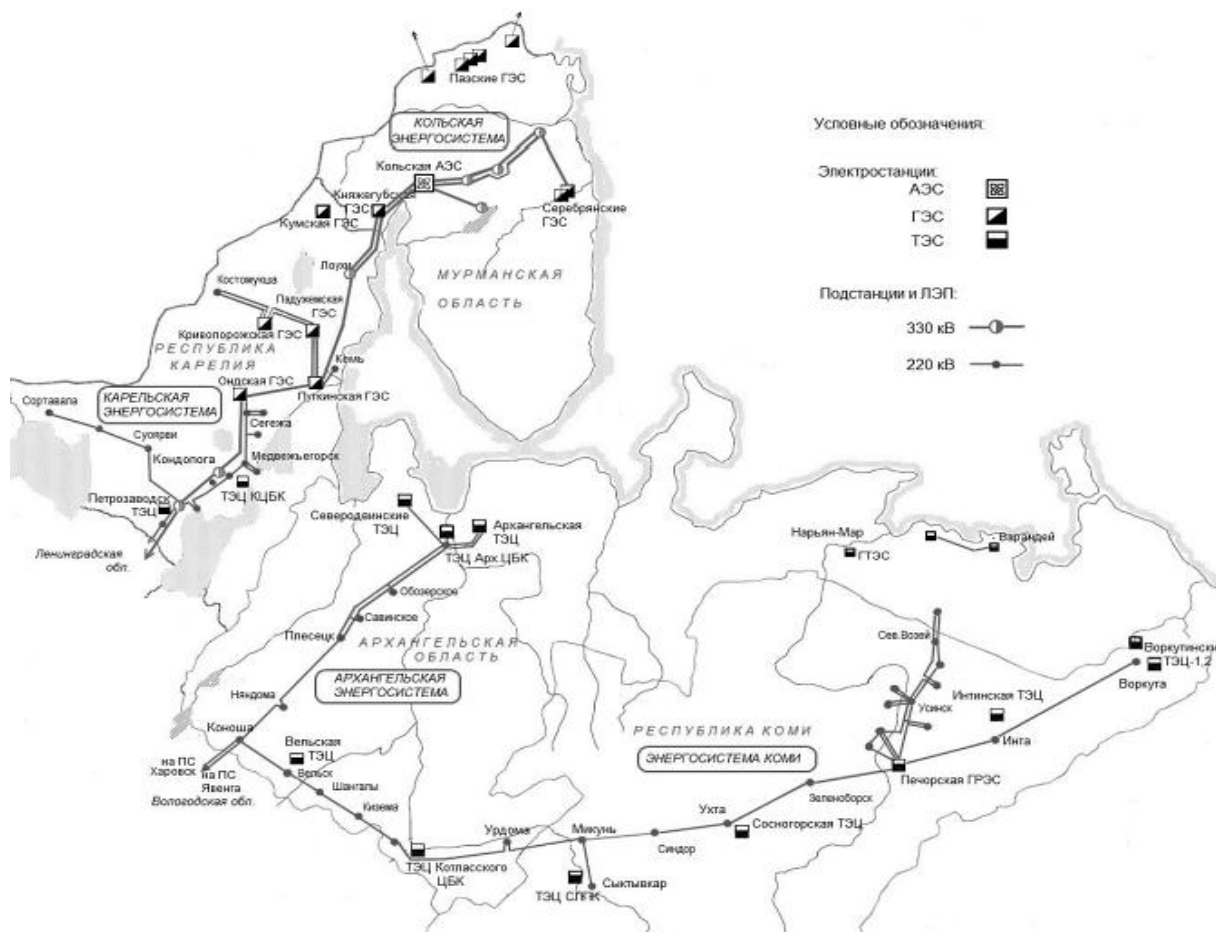 Пазские ГЭС
КОЛЬСКАЯ
ЭНЕРГОСИСТЕМА
Кольская АЭС
Княжегубская
ГЭС
Кумская ГЭС
Серебрянские
ГЭС
Лоухи
МУРМАНСКАЯ
ОБЛАСТЬ
Костомукша
Падужемская
ГЭС
Кривопорожская ГЭС
РЕСПУБЛИКА
КАРЕЛИЯ
Кемь
Ондская ГЭС
Путкинская ГЭС
КАРЕЛЬСКАЯ
ЭНЕРГОСИСТЕМА
Сортавала
Суоярви
Сегежа
Кондопога
Медвежьегорск
ТЭЦ КЦБК
Петрозаводск
ТЭЦ
Ленинградская
обл.
Условные обозначения:
Электростанции:
АЭС
ГЭС
ТЭС
Подстанции и ЛЭП:
330 кВ
220 кВ
Северодвинские
ТЭЦ
Архангельская
ТЭЦ
ТЭЦ Арх.ЦБК
Обозерское
Савинское
Плесецк
АРХАНГЕЛЬСКАЯ
ОБЛАСТЬ
АРХАНГЕЛЬСКАЯ
ЭНЕРГОСИСТЕМА
Няндома
Коноша
на ПС
Харовск
на ПС
Явенга
Вологодская обл.
Вельская
ТЭЦ
Вельск
Шангалы
Кизема
ТЭЦ Котласского
ЦБК
Урдома
Микунь
ТЭЦ СЛПК
Сыктывкар
Синдор
Ухта
Сосногорская ТЭЦ
Зеленоборск
РЕСПУБЛИКА КОМИ
ЭНЕРГОСИСТЕМА КОМИ
Печорская ГРЭС
Инта
Интинская ТЭЦ
Усинск
Сев.Возей
Нарьян-Мар
ГТЭС
Варандей
Воркутински
ТЭЦ-1,2
Воркута